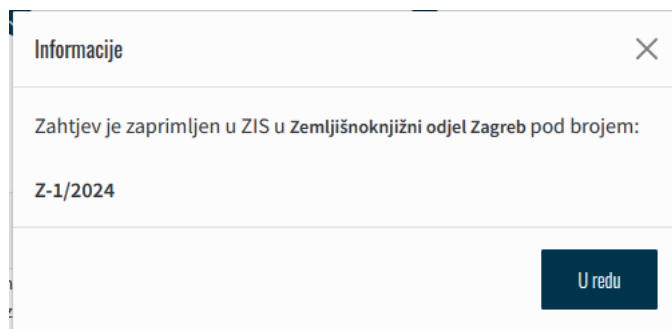 Informacije
Zahtjev je zaprimljen u ZIS u Zemljišnoknjižni odjel Zagreb pod brojem:
Z-1/2024
U redu